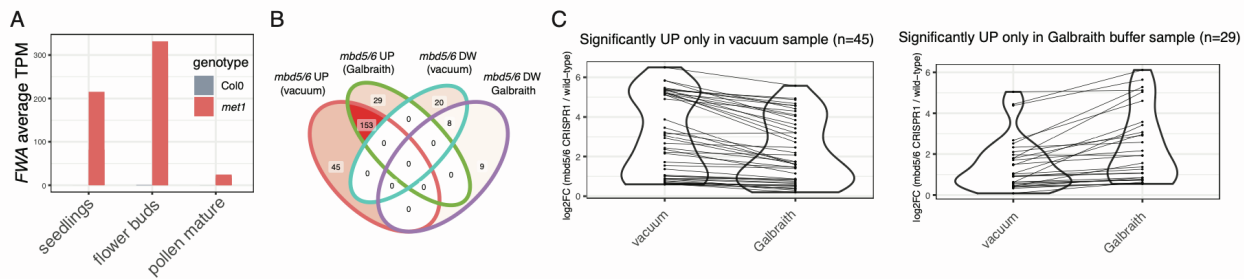 A
FWA average TPM
300
200
100
0
seedlings
flower buds
pollen mature
genotype
Col0
met1
B
mbd5/6 UP
(vacuum)
mbd5/6 UP
(Galbraith)
mbd5/6 DW
(vacuum)
mbd5/6 DW
Galbraith
29
20
153
0
8
45
0
0
9
0
0
0
0
0
0
C
Significantly UP only in vacuum sample (n=45)
log2FC (mbd5/6 CRISPR1 / wild-type)
6
4
2
0
vacuum
Galbraith
Significantly UP only in Galbraith buffer sample (n=29)
log2FC (mbd5/6 CRISPR1 / wild-type)
6
4
2
0
vacuum
Galbraith